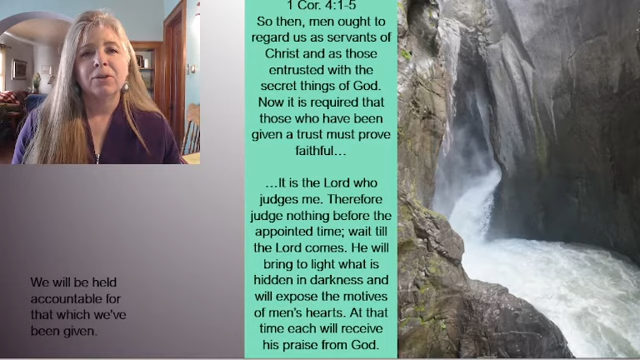 1 Cor. 4:1-5
So then, men ought to
regard us as servants of
Christ and as those
entrusted with the
secret things of God.
Now it is required that
those who have been
given a trust must prove
faithful…
…It is the Lord who
judges me. Therefore
judge nothing before the
appointed time; wait till
the Lord comes. He will
bring to light what is
hidden in darkness and
will expose the motives
of men's hearts. At that
time each will receive
his praise from God.
We will be held
accountable for
that which we've
been given.